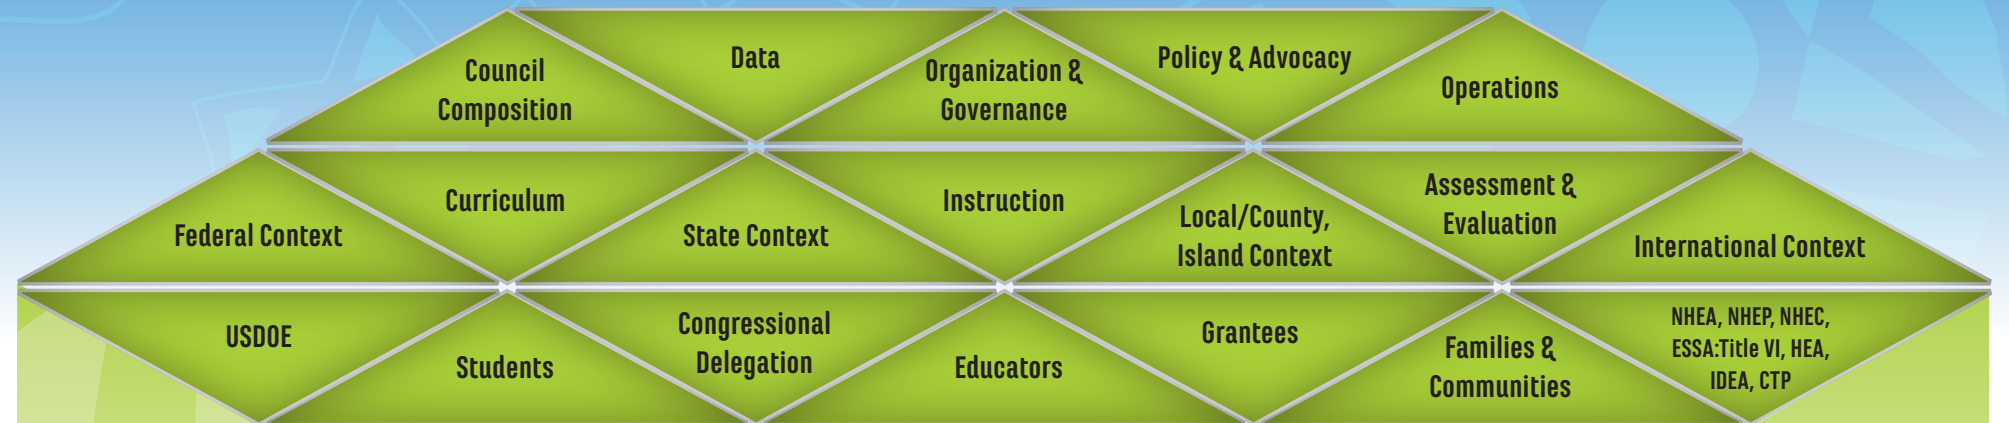 Council
Composition
Data
Organization &
Governance
Policy & Advocacy
Operations
Federal Context
Curriculum
State Context
Instruction
Local/County,
Island Context
Assessment &
Evaluation
International Context
USDOE
Students
Congressional
Delegation
Educators
Grantees
Families &
Communities
NHEA, NHEP, NHEC,
ESSA:Title VI, HEA,
IDEA, CTP